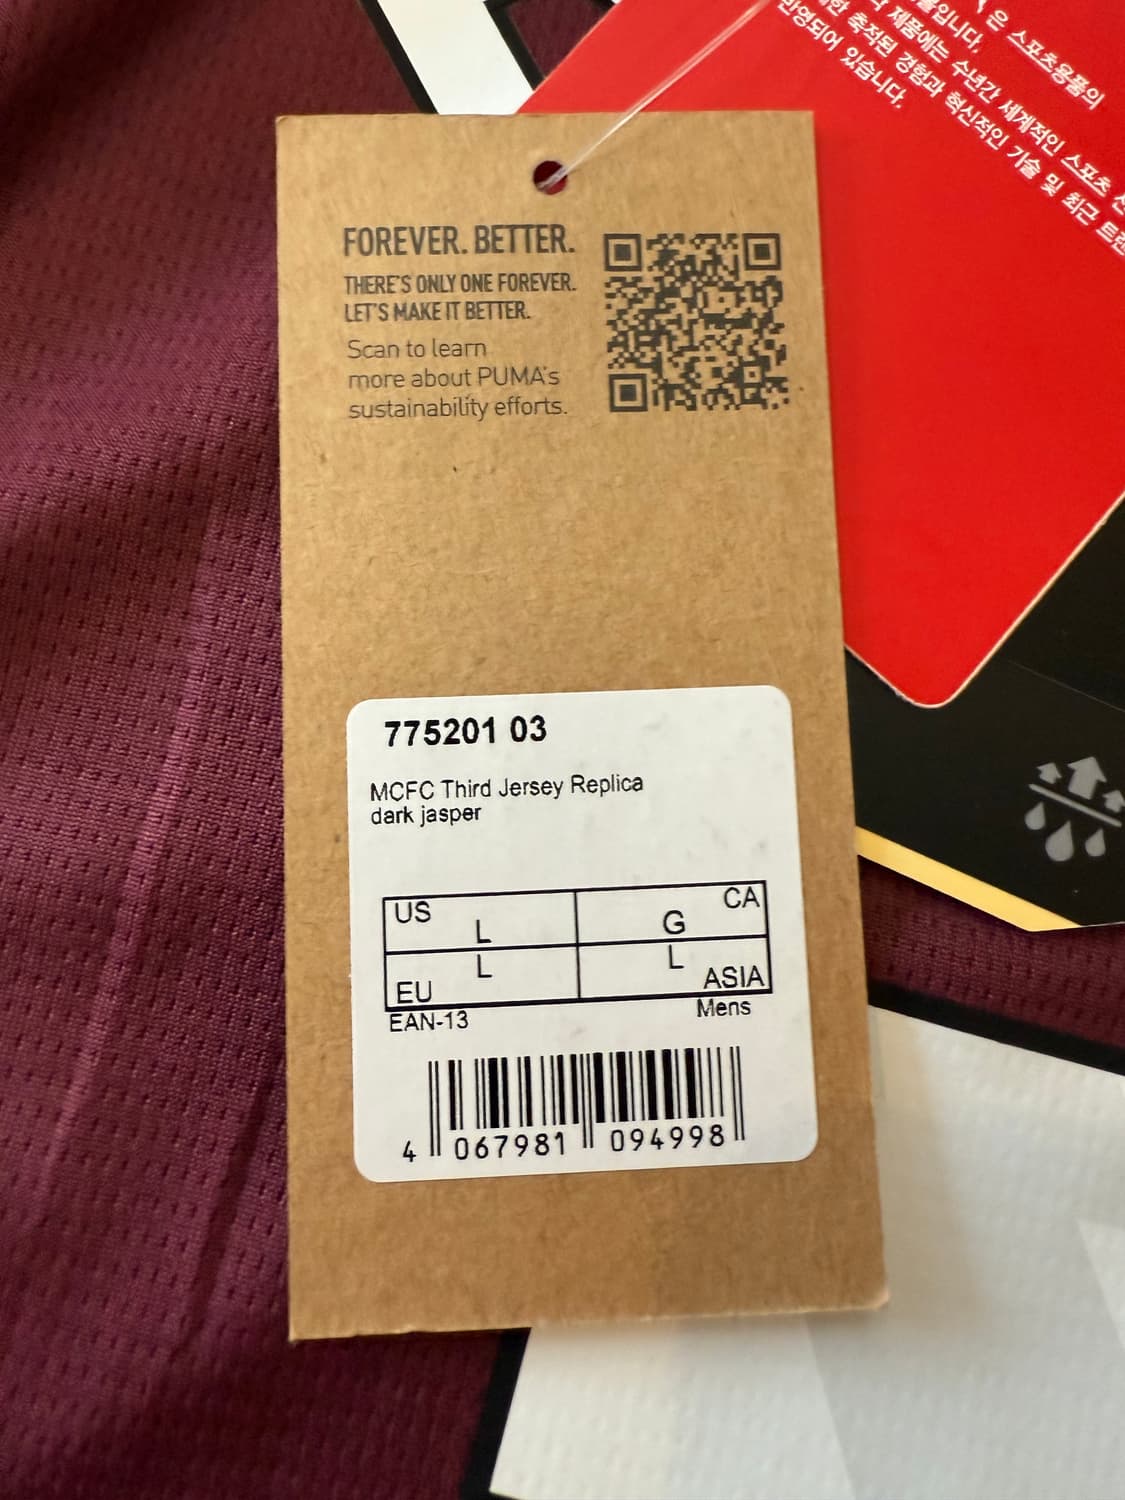 FOREVER. BETTER.
THERE'S ONLY ONE FOREVER.
LET'S MAKE IT BETTER.
Scan to learn
more about PUMA's
sustainability efforts.
775201 03
MCFC Third Jersey Replica
dark jasper
US L
G CA
EU L
L ASIA
EAN-13
Mens
4 067981 094998
은 스포츠용품의
품입니다.
제품에는 수년간 세계적인 스포츠
축적된 경험과 혁신적인 기술 및 최근
반영되어 있습니다.